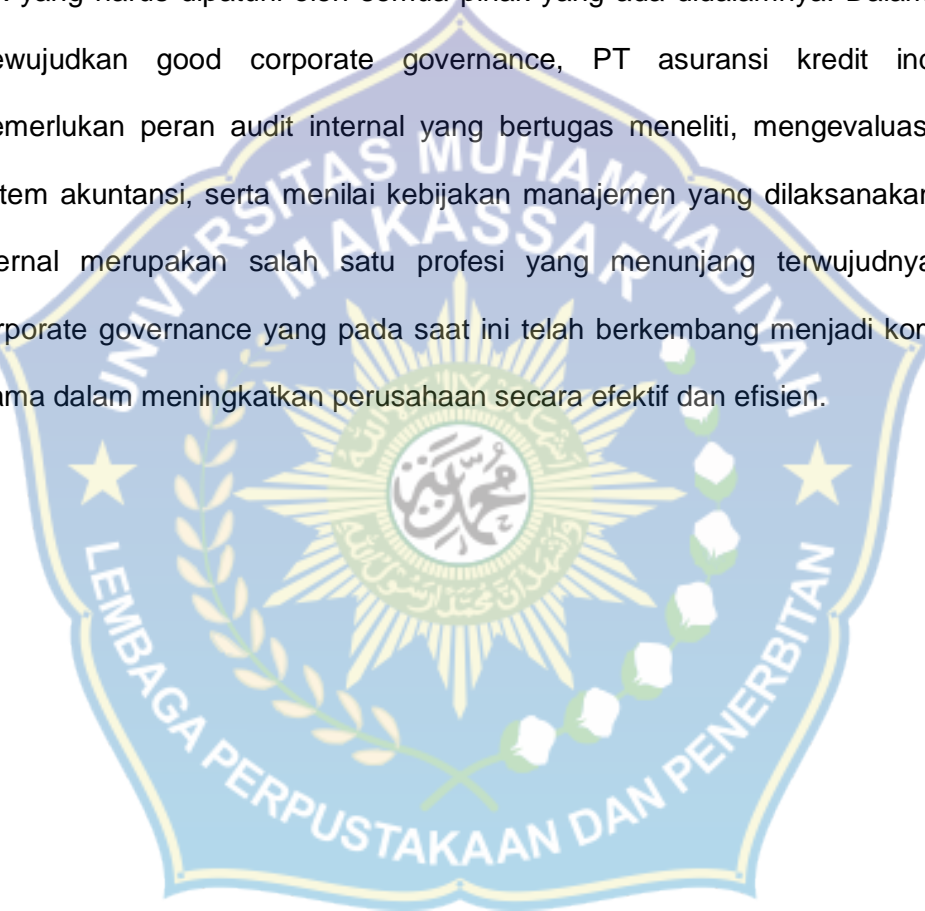 yang harus dipatuhi oleh semua pihak yang ada didalamnya. Dalam
ewujudkan good corporate governance, PT asuransi kredit
emerlukan peran audit internal yang bertugas meneliti, mengevaluas
tem akuntansi, serta menilai kebijakan manajemen yang dilaksanakan
ernal merupakan salah satu profesi yang menunjang terwujudnya
rporate governance yang pada saat ini telah berkembang menjadi
ama dalam meningkatkan perusahaan secara efektif dan efisien.
UNIVERSITAS MUHAMMADIYAH
MAKASSAR
محمدية
LEMBAGA PERPUSTAKAAN DAN PENERBITAN